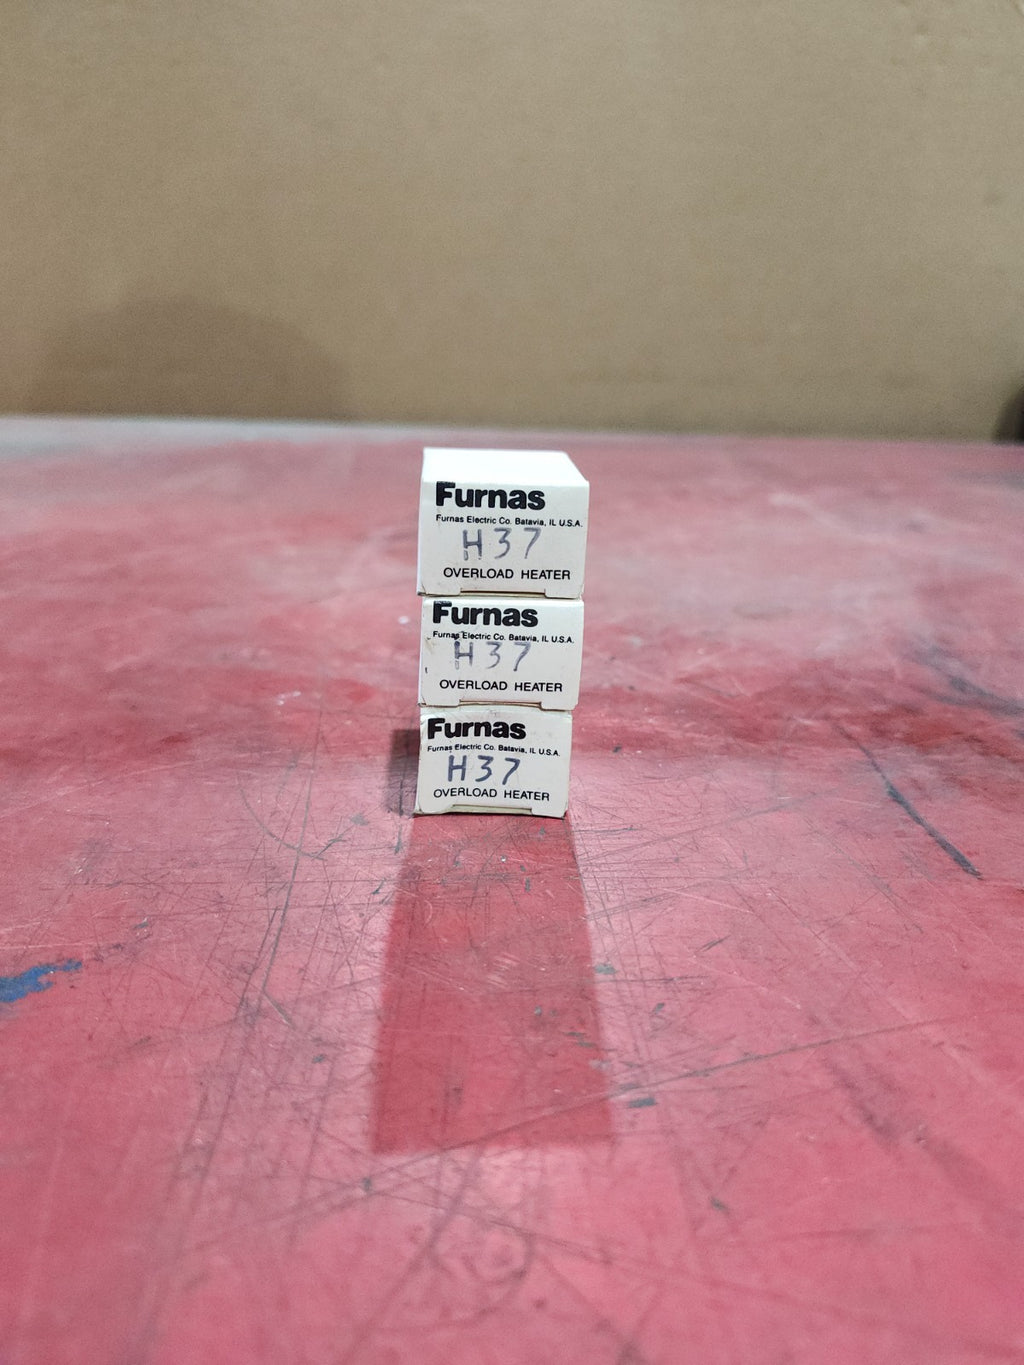 Furnas
Furnas Electric Co. Batavia, IL U.S.A.
H37
OVERLOAD HEATER
Furnas
Furnas Electric Co. Batavia, IL U.S.A.
H37
OVERLOAD HEATER
Furnas
Furnas Electric Co. Batavia, IL U.S.A.
H37
OVERLOAD HEATER